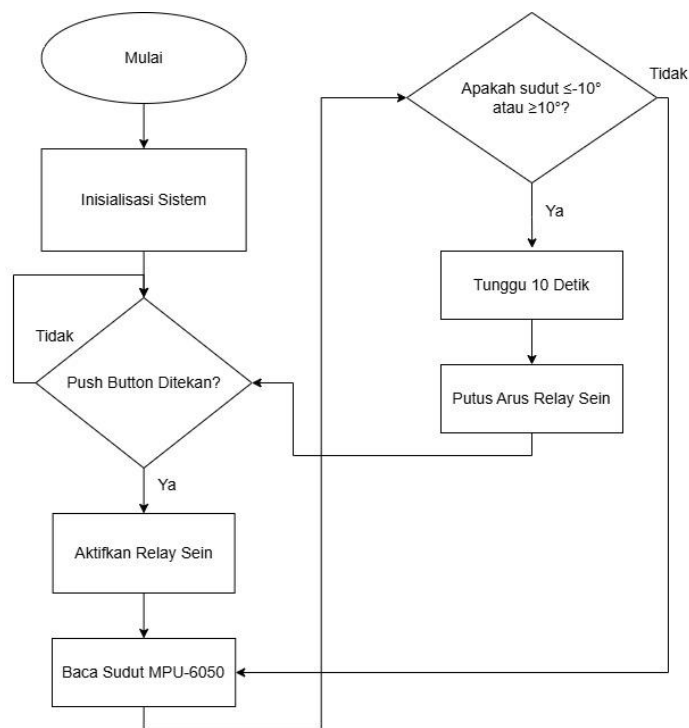 Mulai
Inisialisasi Sistem
Tidak
Push Button Ditekan?
Ya
Aktifkan Relay Sein
Baca Sudut MPU-6050
Apakah sudut ≤-10°
atau ≥10°?
Tidak
Ya
Tunggu 10 Detik
Putus Arus Relay Sein